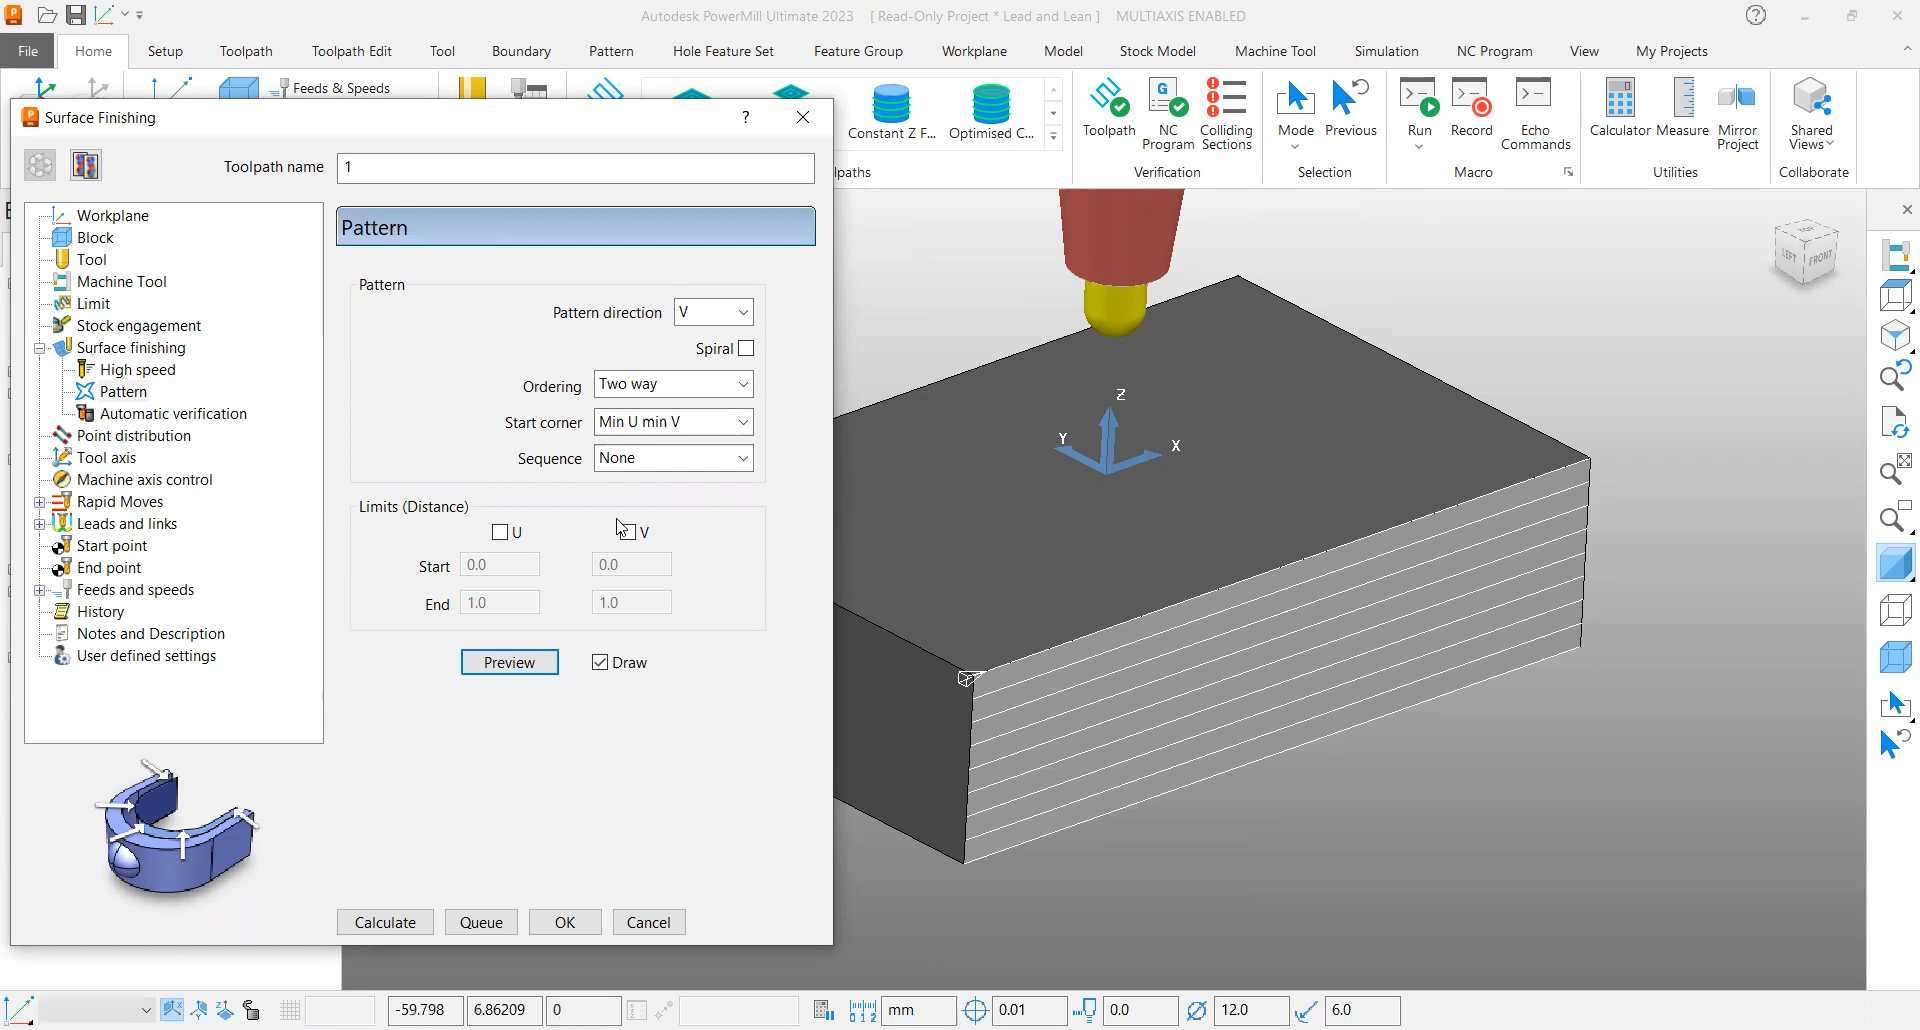 Autodesk PowerMill Ultimate 2023 [ Read-Only Project * Lead and Lean ] MULTIAXIS ENABLED
File Home Setup Toolpath Toolpath Edit Tool Boundary Pattern Hole Feature Set Feature Group Workplane Model Stock Model Machine Tool Simulation NC Program View My Projects
Feeds & Speeds
Constant Z F... Optimised C...
Toolpath NC Program Colliding Sections
Mode Previous
Run Record Echo Commands
Calculator Measure Mirror Project
Shared Views
lpaths Verification Selection Macro Utilities Collaborate
Surface Finishing
Toolpath name 1
Workplane
Block
Tool
Machine Tool
Limit
Stock engagement
Surface finishing
High speed
Pattern
Automatic verification
Point distribution
Tool axis
Machine axis control
Rapid Moves
Leads and links
Start point
End point
Feeds and speeds
History
Notes and Description
User defined settings
Pattern
Pattern
Pattern direction V
Spiral
Ordering Two way
Start corner Min U min V
Sequence None
Limits (Distance)
U V
Start 0.0 0.0
End 1.0 1.0
Preview Draw
Calculate Queue OK Cancel
Z
Y
X
TOP
LEFT FRONT
-59.798 6.86209 0 mm 0.01 0.0 12.0 6.0